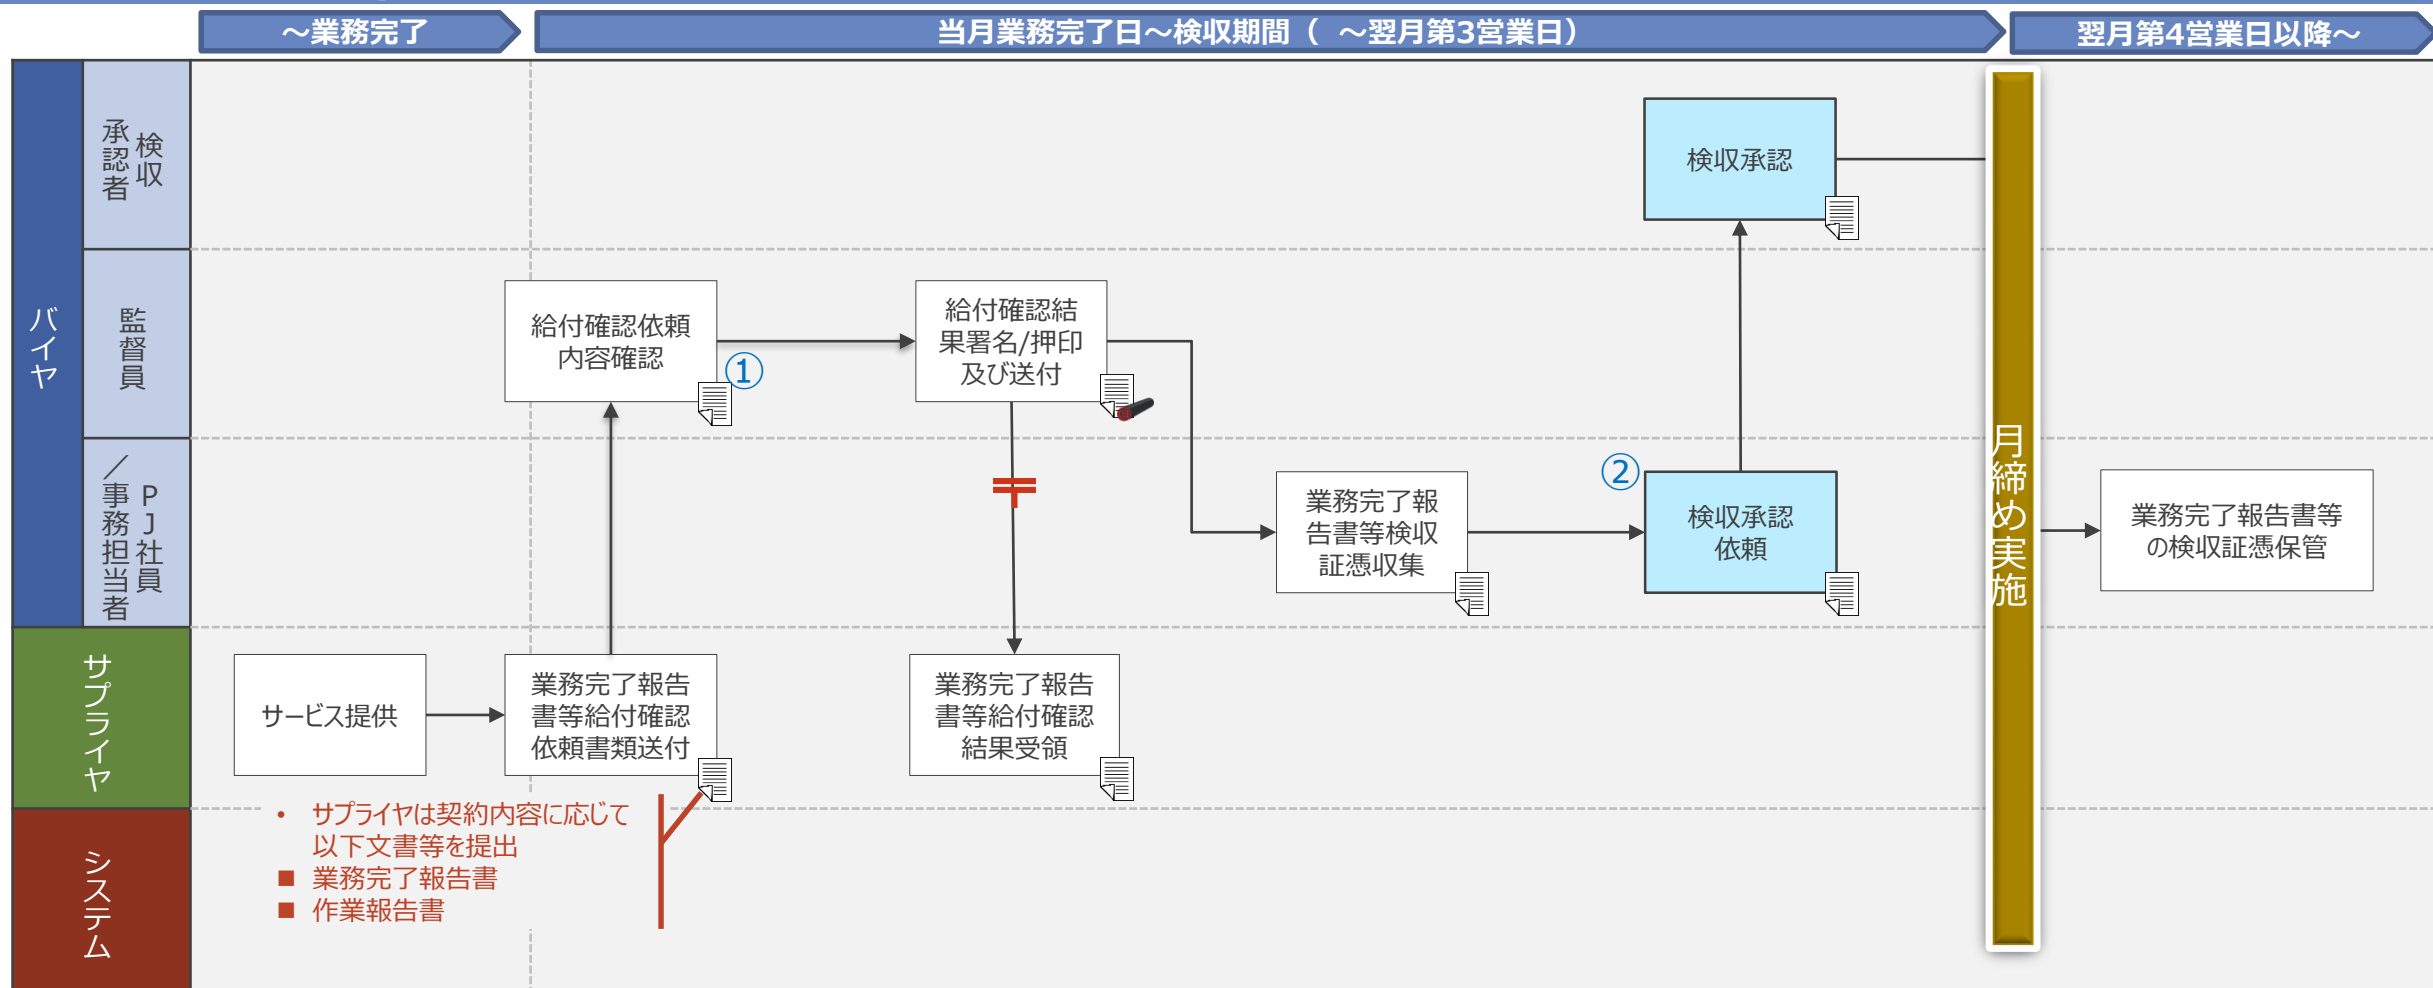 ～業務完了
当月業務完了日～検収期間（ ～翌月第3営業日）
翌月第4営業日以降～
バイヤ
検収
承認者
検収承認
監督員
給付確認依頼
内容確認
①
給付確認結
果署名/押印
及び送付
PJ社員
／事務担当者
〒
業務完了報
告書等検収
証憑収集
②
検収承認
依頼
月締め実施
業務完了報告書等
の検収証憑保管
サプライヤ
サービス提供
業務完了報告
書等給付確認
依頼書類送付
業務完了報告
書等給付確認
結果受領
システム
• サプライヤは契約内容に応じて
以下文書等を提出
■ 業務完了報告書
■ 作業報告書